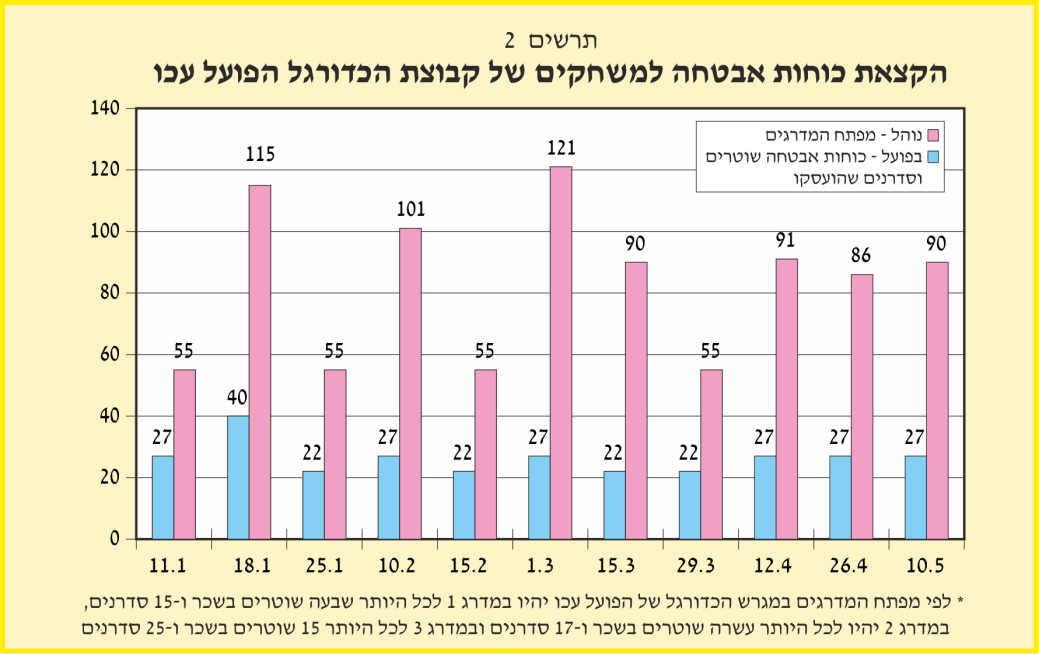 תרשים 2
הקצאת כוחות אבטחה למשחקים של קבוצת הכדורגל הפועל עכו
נוהל - מפתח המדרגים
בפועל - כוחות אבטחה שוטרים
וסדרנים שהועסקו
140
120
100
80
60
40
20
0
27 55
40 115
22 55
27 101
22 55
27 121
22 90
22 55
27 91
27 86
27 90
11.1 18.1 25.1 10.2 15.2 1.3 15.3 29.3 12.4 26.4 10.5
* לפי מפתח המדרגים במגרש הכדורגל של הפועל עכו יהיו במדרג 1 לכל היותר שבעה שוטרים בשכר ו-15 סדרנים,
במדרג 2 יהיו לכל היותר עשרה שוטרים בשכר ו-17 סדרנים ובמדרג 3 לכל היותר 15 שוטרים בשכר ו-25 סדרנים